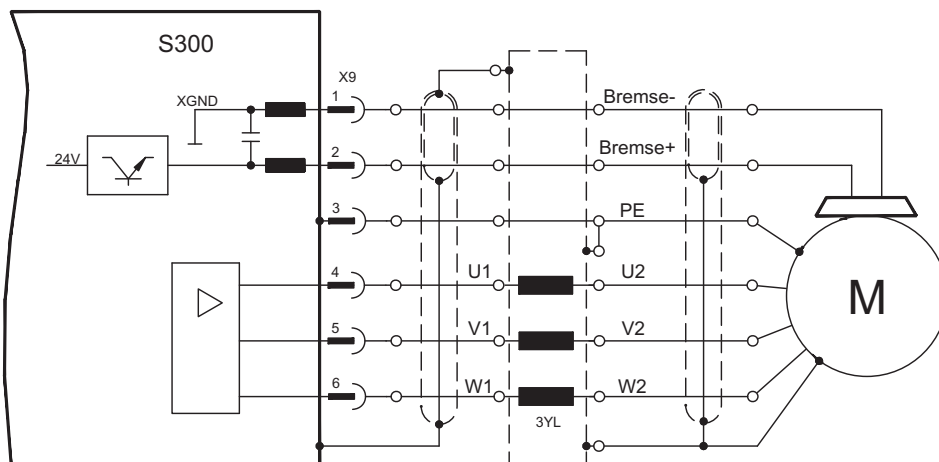 S300
X9
XGND
1
Bremse-
24V
2
Bremse+
3
PE
4
U1
U2
5
V1
V2
M
6
W1
W2
3YL